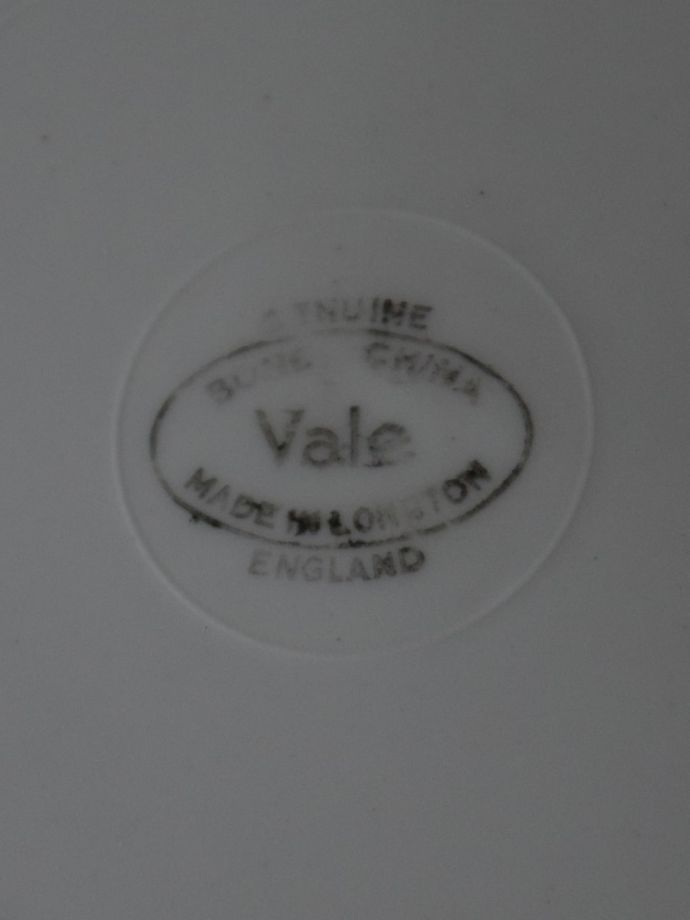 GENUINE
BONE CHINA
Vale
MADE IN LONGTON
ENGLAND